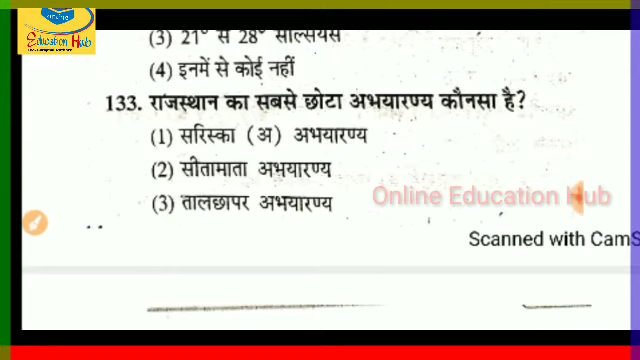 Online
Education Hub
(3) 21° से 28° सेल्सियस
(4) इनमें से कोई नहीं
133. राजस्थान का सबसे छोटा अभयारण्य कौनसा है?
(1) सरिस्का (अ) अभयारण्य
(2) सीतामाता अभयारण्य
(3) तालछापर अभयारण्य
Online Education Hub
Scanned with CamS